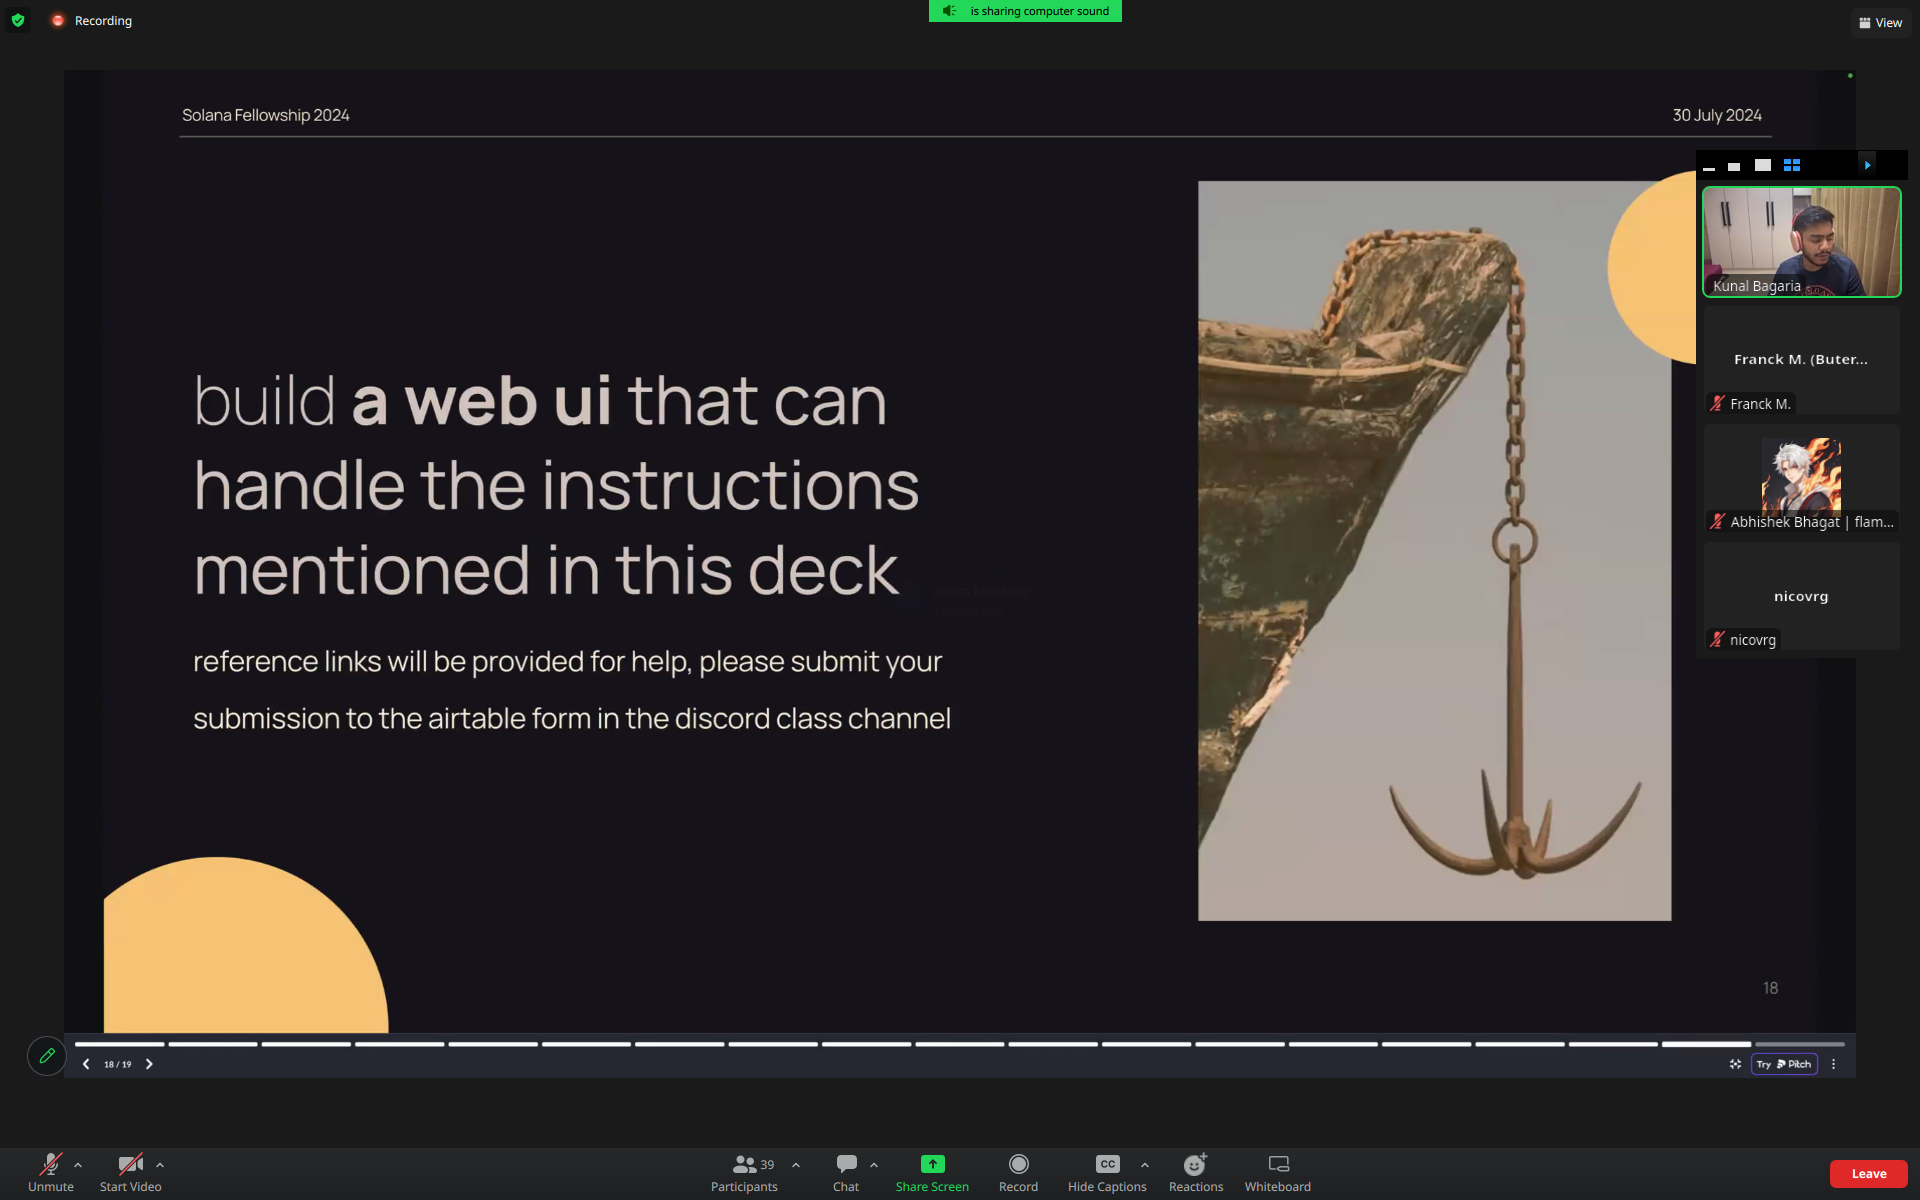 Recording
is sharing computer sound
View
Solana Fellowship 2024
30 July 2024
build a web ui that can
handle the instructions
mentioned in this deck
reference links will be provided for help, please submit your
submission to the airtable form in the discord class channel
18
Kunal Bagaria
Franck M. (Buter...
Franck M.
Abhishek Bhagat | flam...
nicovrg
nicovrg
18 / 19
Try Pitch
Unmute
Start Video
39
Participants
Chat
Share Screen
Record
CC
Hide Captions
Reactions
Whiteboard
Leave